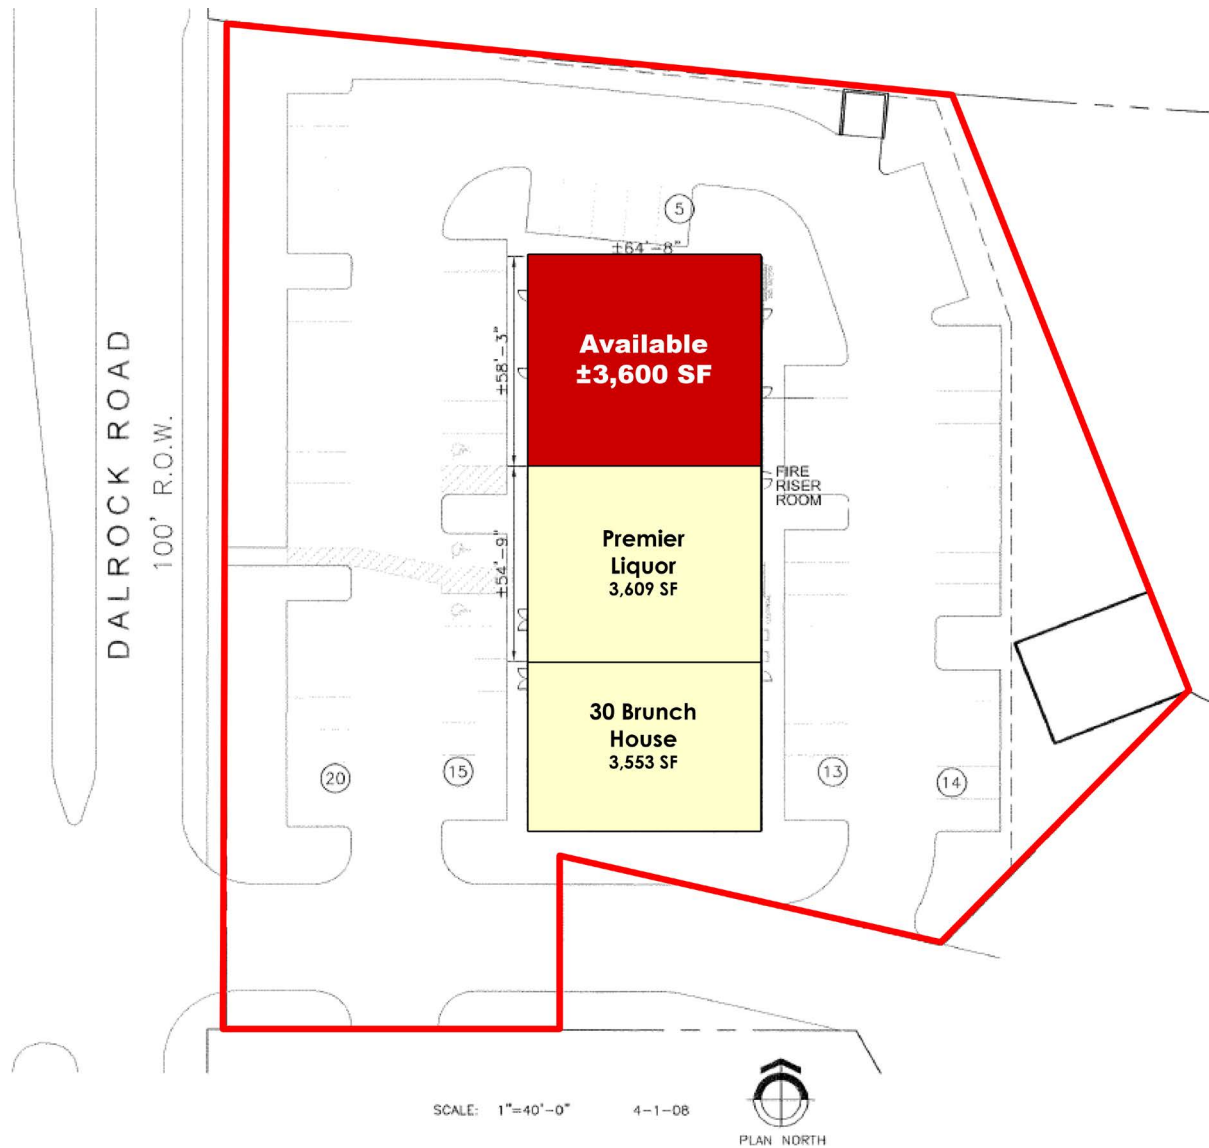 5
±64'-8"
±58'-3"
Available
±3,600 SF
DALROCK ROAD
100' R.O.W.
FIRE
RISER
ROOM
±54'-9"
Premier
Liquor
3,609 SF
30 Brunch
House
3,553 SF
20
15
13
14
SCALE: 1"=40'-0"
4-1-08
PLAN NORTH